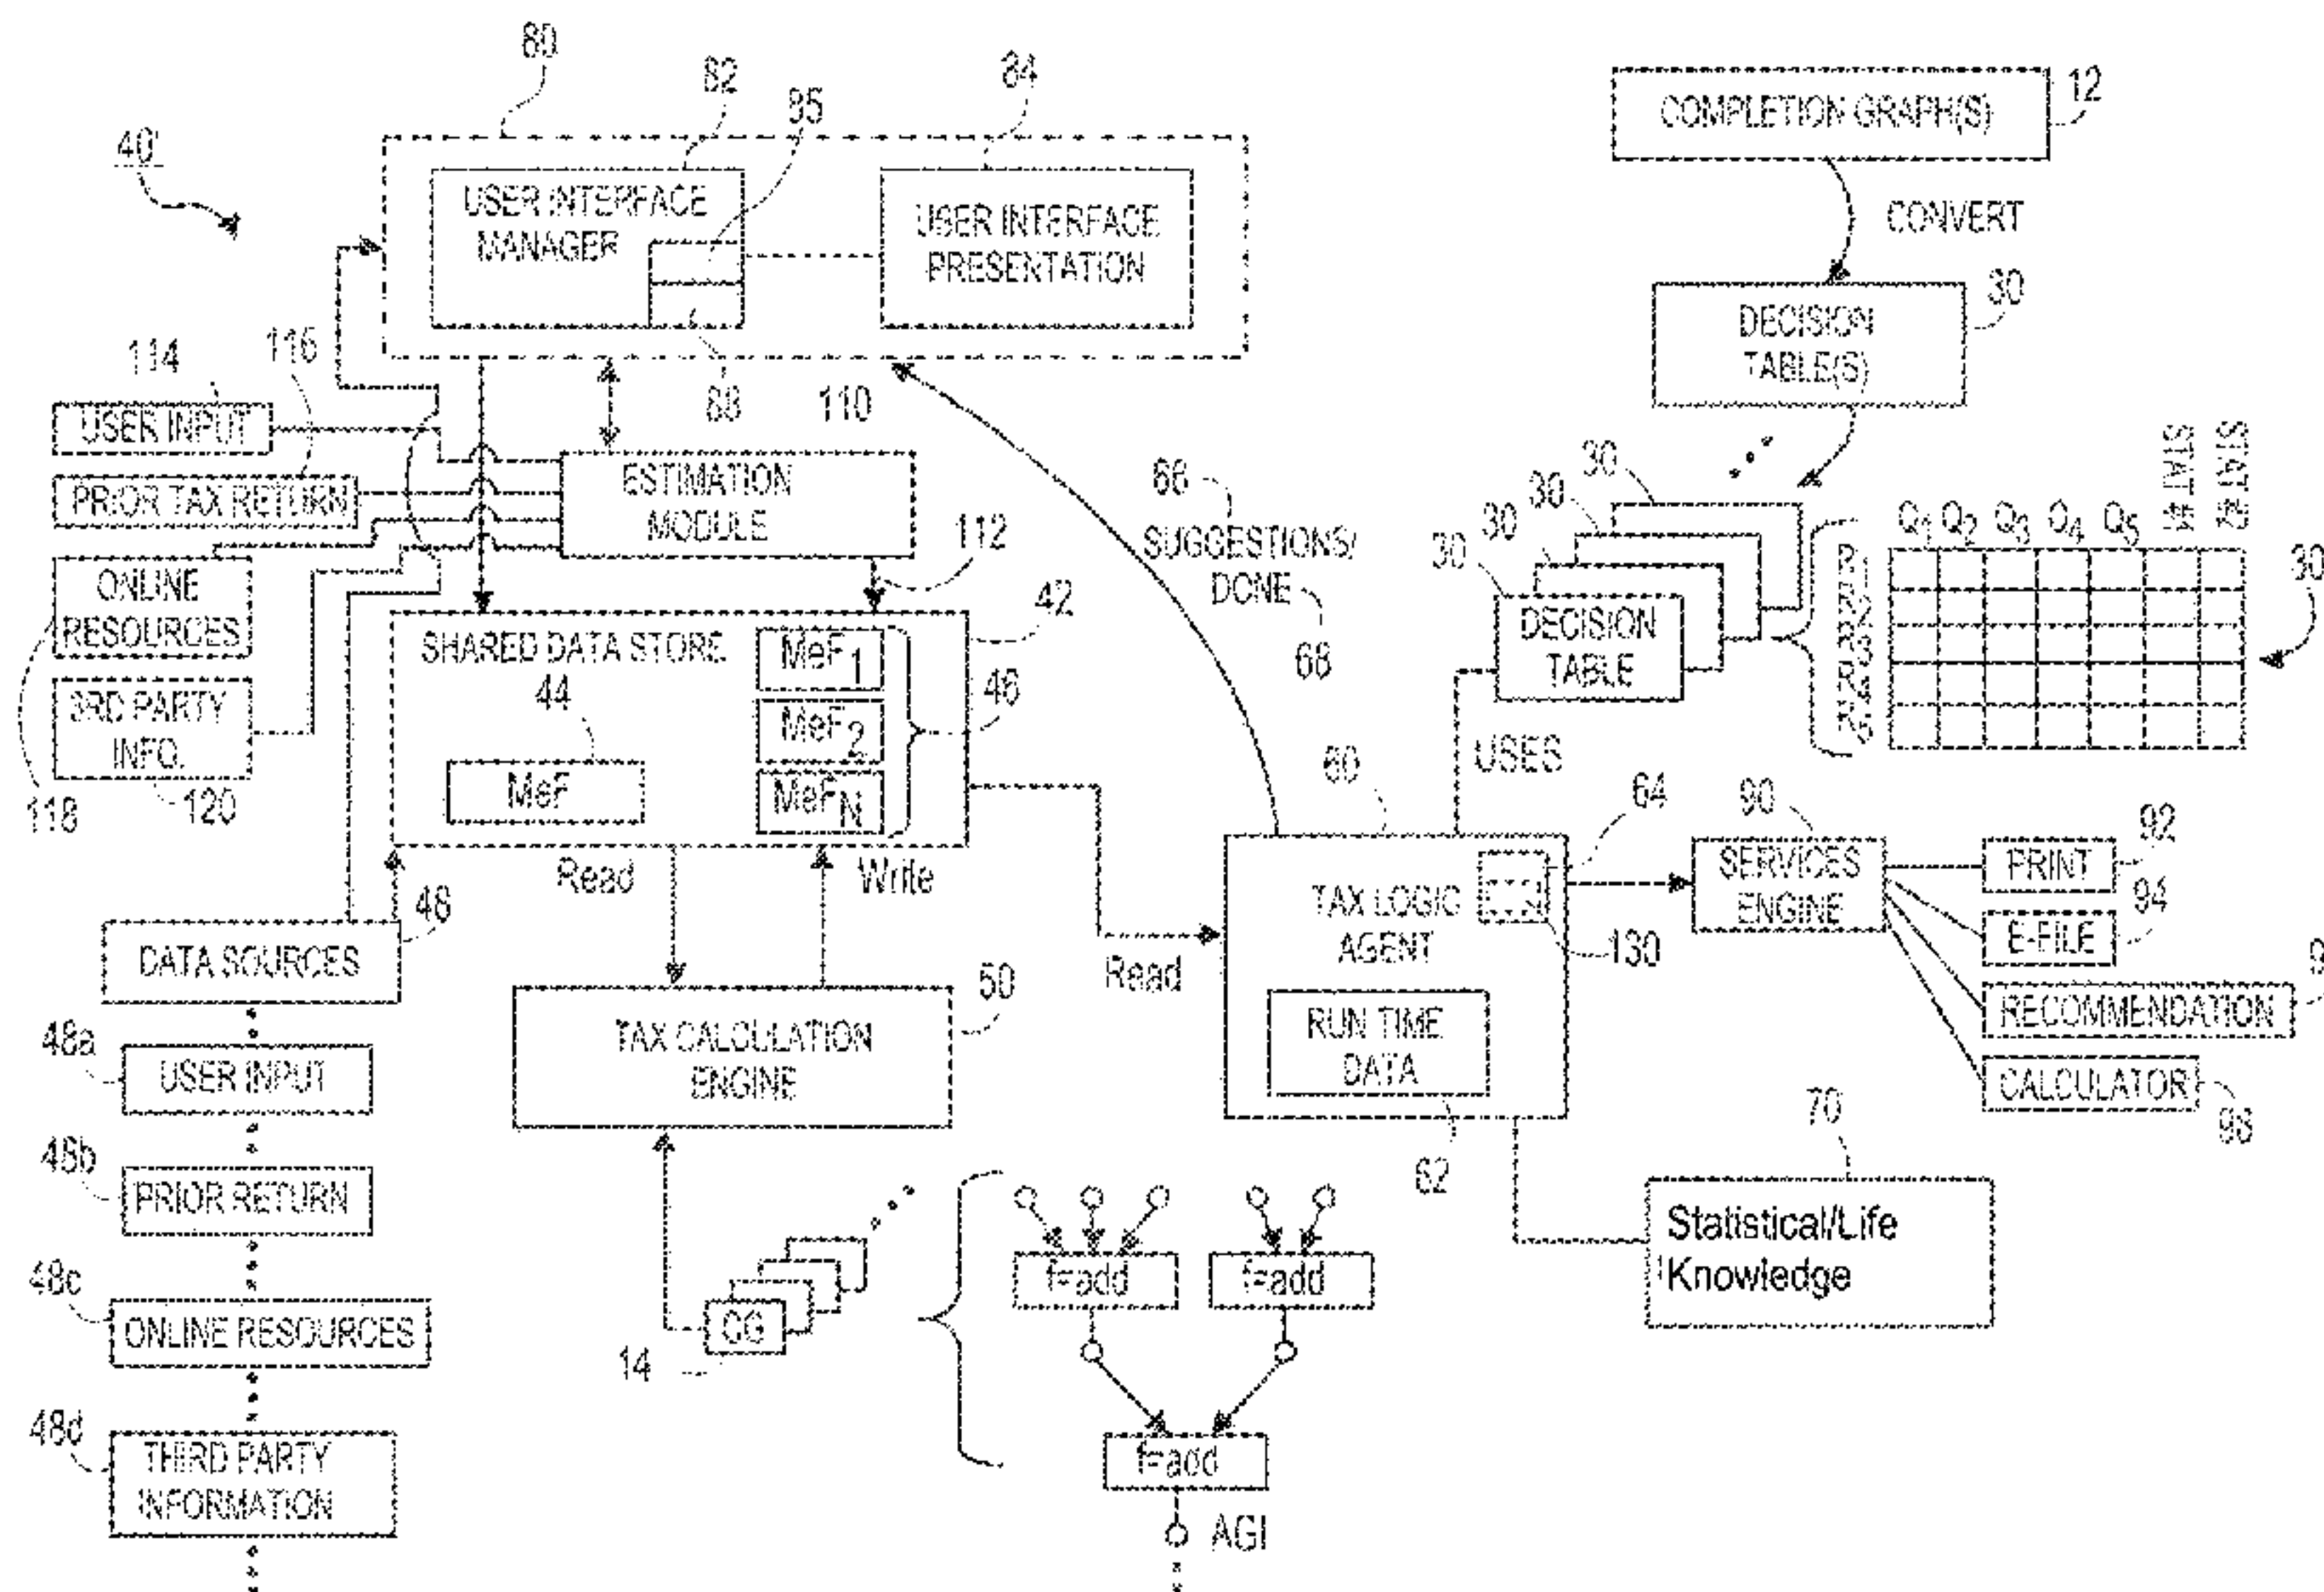 40'
80
82
85
84
USER INTERFACE
MANAGER
USER INTERFACE
PRESENTATION
88
110
114
116
USER INPUT
PRIOR TAX RETURN
ONLINE
RESOURCES
3RD PARTY
INFO.
118
120
ESTIMATION
MODULE
112
42
SHARED DATA STORE
44
MeF
MeF1
MeF2
MeFN
46
Read
Write
Read
DATA SOURCES
48
48a
USER INPUT
48b
PRIOR RETURN
48c
ONLINE RESOURCES
48d
THIRD PARTY
INFORMATION
TAX CALCULATION
ENGINE
50
14
f=add
f=add
f=add
AGI
66
SUGGESTIONS/
DONE
68
60
TAX LOGIC
AGENT
64
130
RUN TIME
DATA
62
USES
COMPLETION GRAPH(S)
12
CONVERT
DECISION
TABLE(S)
30
30
30
30
30
DECISION
TABLE
Q1 Q2 Q3 Q4 Q5
R1
R2
R3
R4
R5
30
90
SERVICES
ENGINE
PRINT
92
E-FILE
94
RECOMMENDATION
CALCULATOR
70
Statistical/Life
Knowledge